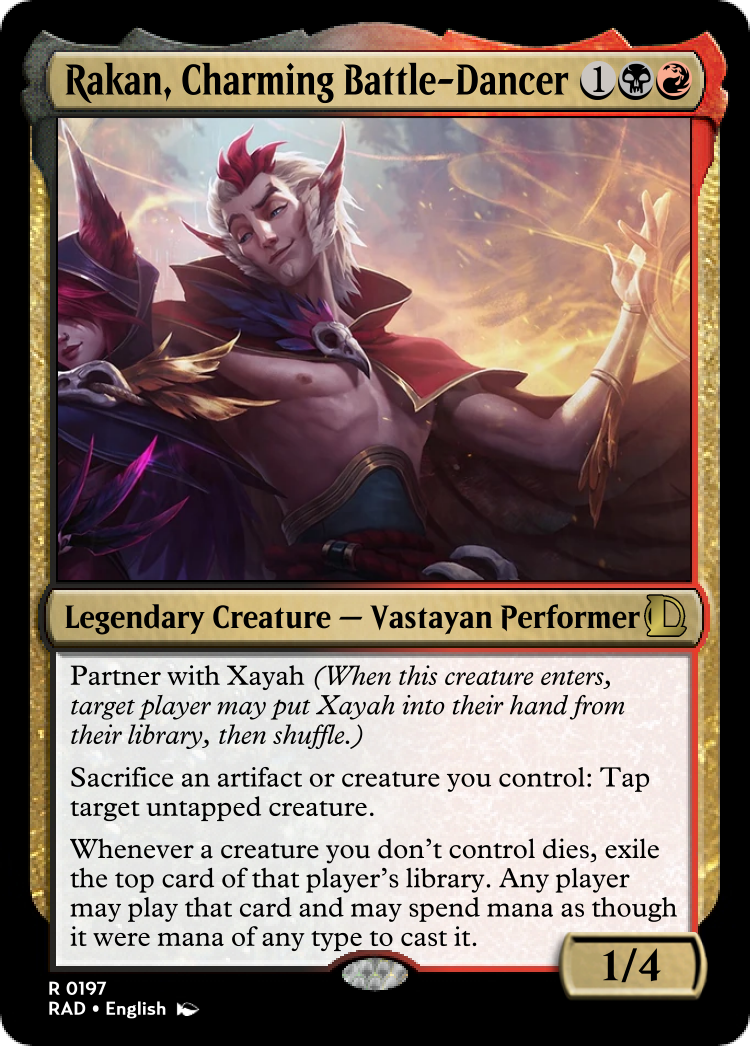 Rakan, Charming Battle-Dancer 1
Legendary Creature — Vastayan Performer
Partner with Xayah (When this creature enters,
target player may put Xayah into their hand from
their library, then shuffle.)
Sacrifice an artifact or creature you control: Tap
target untapped creature.
Whenever a creature you don't control dies, exile
the top card of that player's library. Any player
may play that card and may spend mana as though
it were mana of any type to cast it.
1/4
R 0197
RAD • English